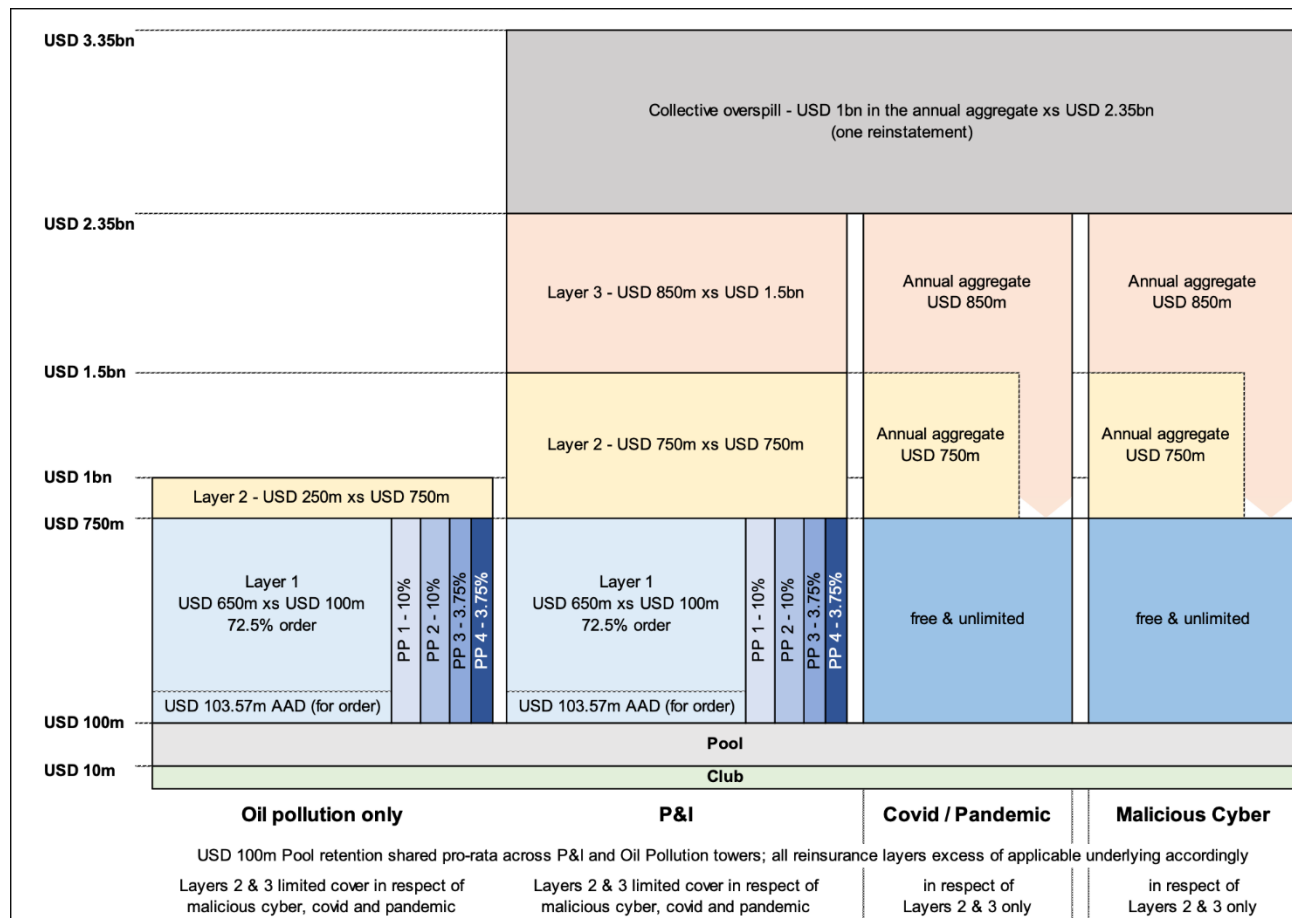 USD 3.35bn
Collective overspill - USD 1bn in the annual aggregate xs USD 2.35bn
(one reinstatement)
USD 2.35bn
Layer 3 - USD 850m xs USD 1.5bn
Annual aggregate
USD 850m
Annual aggregate
USD 850m
USD 1.5bn
Layer 2 - USD 750m xs USD 750m
Annual aggregate
USD 750m
Annual aggregate
USD 750m
USD 1bn
Layer 2 - USD 250m xs USD 750m
USD 750m
Layer 1
USD 650m xs USD 100m
72.5% order
PP 1 - 10%
PP 2 - 10%
PP 3 - 3.75%
PP 4 - 3.75%
Layer 1
USD 650m xs USD 100m
72.5% order
PP 1 - 10%
PP 2 - 10%
PP 3 - 3.75%
PP 4 - 3.75%
free & unlimited
free & unlimited
USD 103.57m AAD (for order)
USD 103.57m AAD (for order)
USD 100m
Pool
USD 10m
Club
Oil pollution only
P&I
Covid / Pandemic
Malicious Cyber
USD 100m Pool retention shared pro-rata across P&I and Oil Pollution towers; all reinsurance layers excess of applicable underlying accordingly
Layers 2 & 3 limited cover in respect of
malicious cyber, covid and pandemic
Layers 2 & 3 limited cover in respect of
malicious cyber, covid and pandemic
in respect of
Layers 2 & 3 only
in respect of
Layers 2 & 3 only